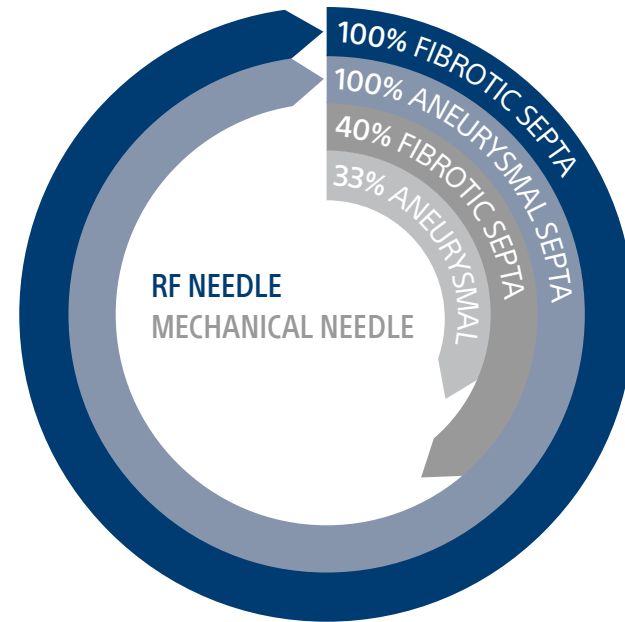 100% FIBROTIC SEPTA
100% ANEURYSMAL SEPTA
40% FIBROTIC SEPTA
33% ANEURYSMAL
RF NEEDLE
MECHANICAL NEEDLE